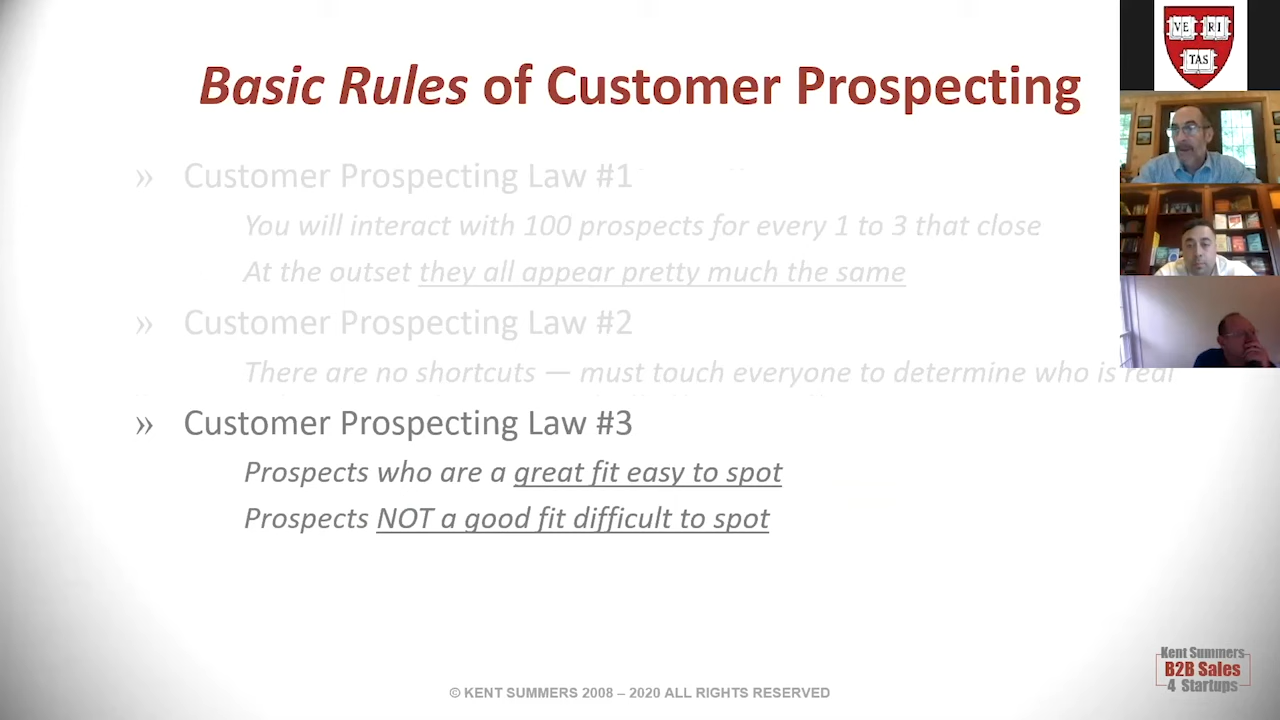 Basic Rules of Customer Prospecting
VE RI
TAS
» Customer Prospecting Law #1
You will interact with 100 prospects for every 1 to 3 that close
At the outset they all appear pretty much the same
» Customer Prospecting Law #2
There are no shortcuts — must touch everyone to determine who is real
» Customer Prospecting Law #3
Prospects who are a great fit easy to spot
Prospects NOT a good fit difficult to spot
Kent Summers
B2B Sales
4 Startups
© KENT SUMMERS 2008 – 2020 ALL RIGHTS RESERVED